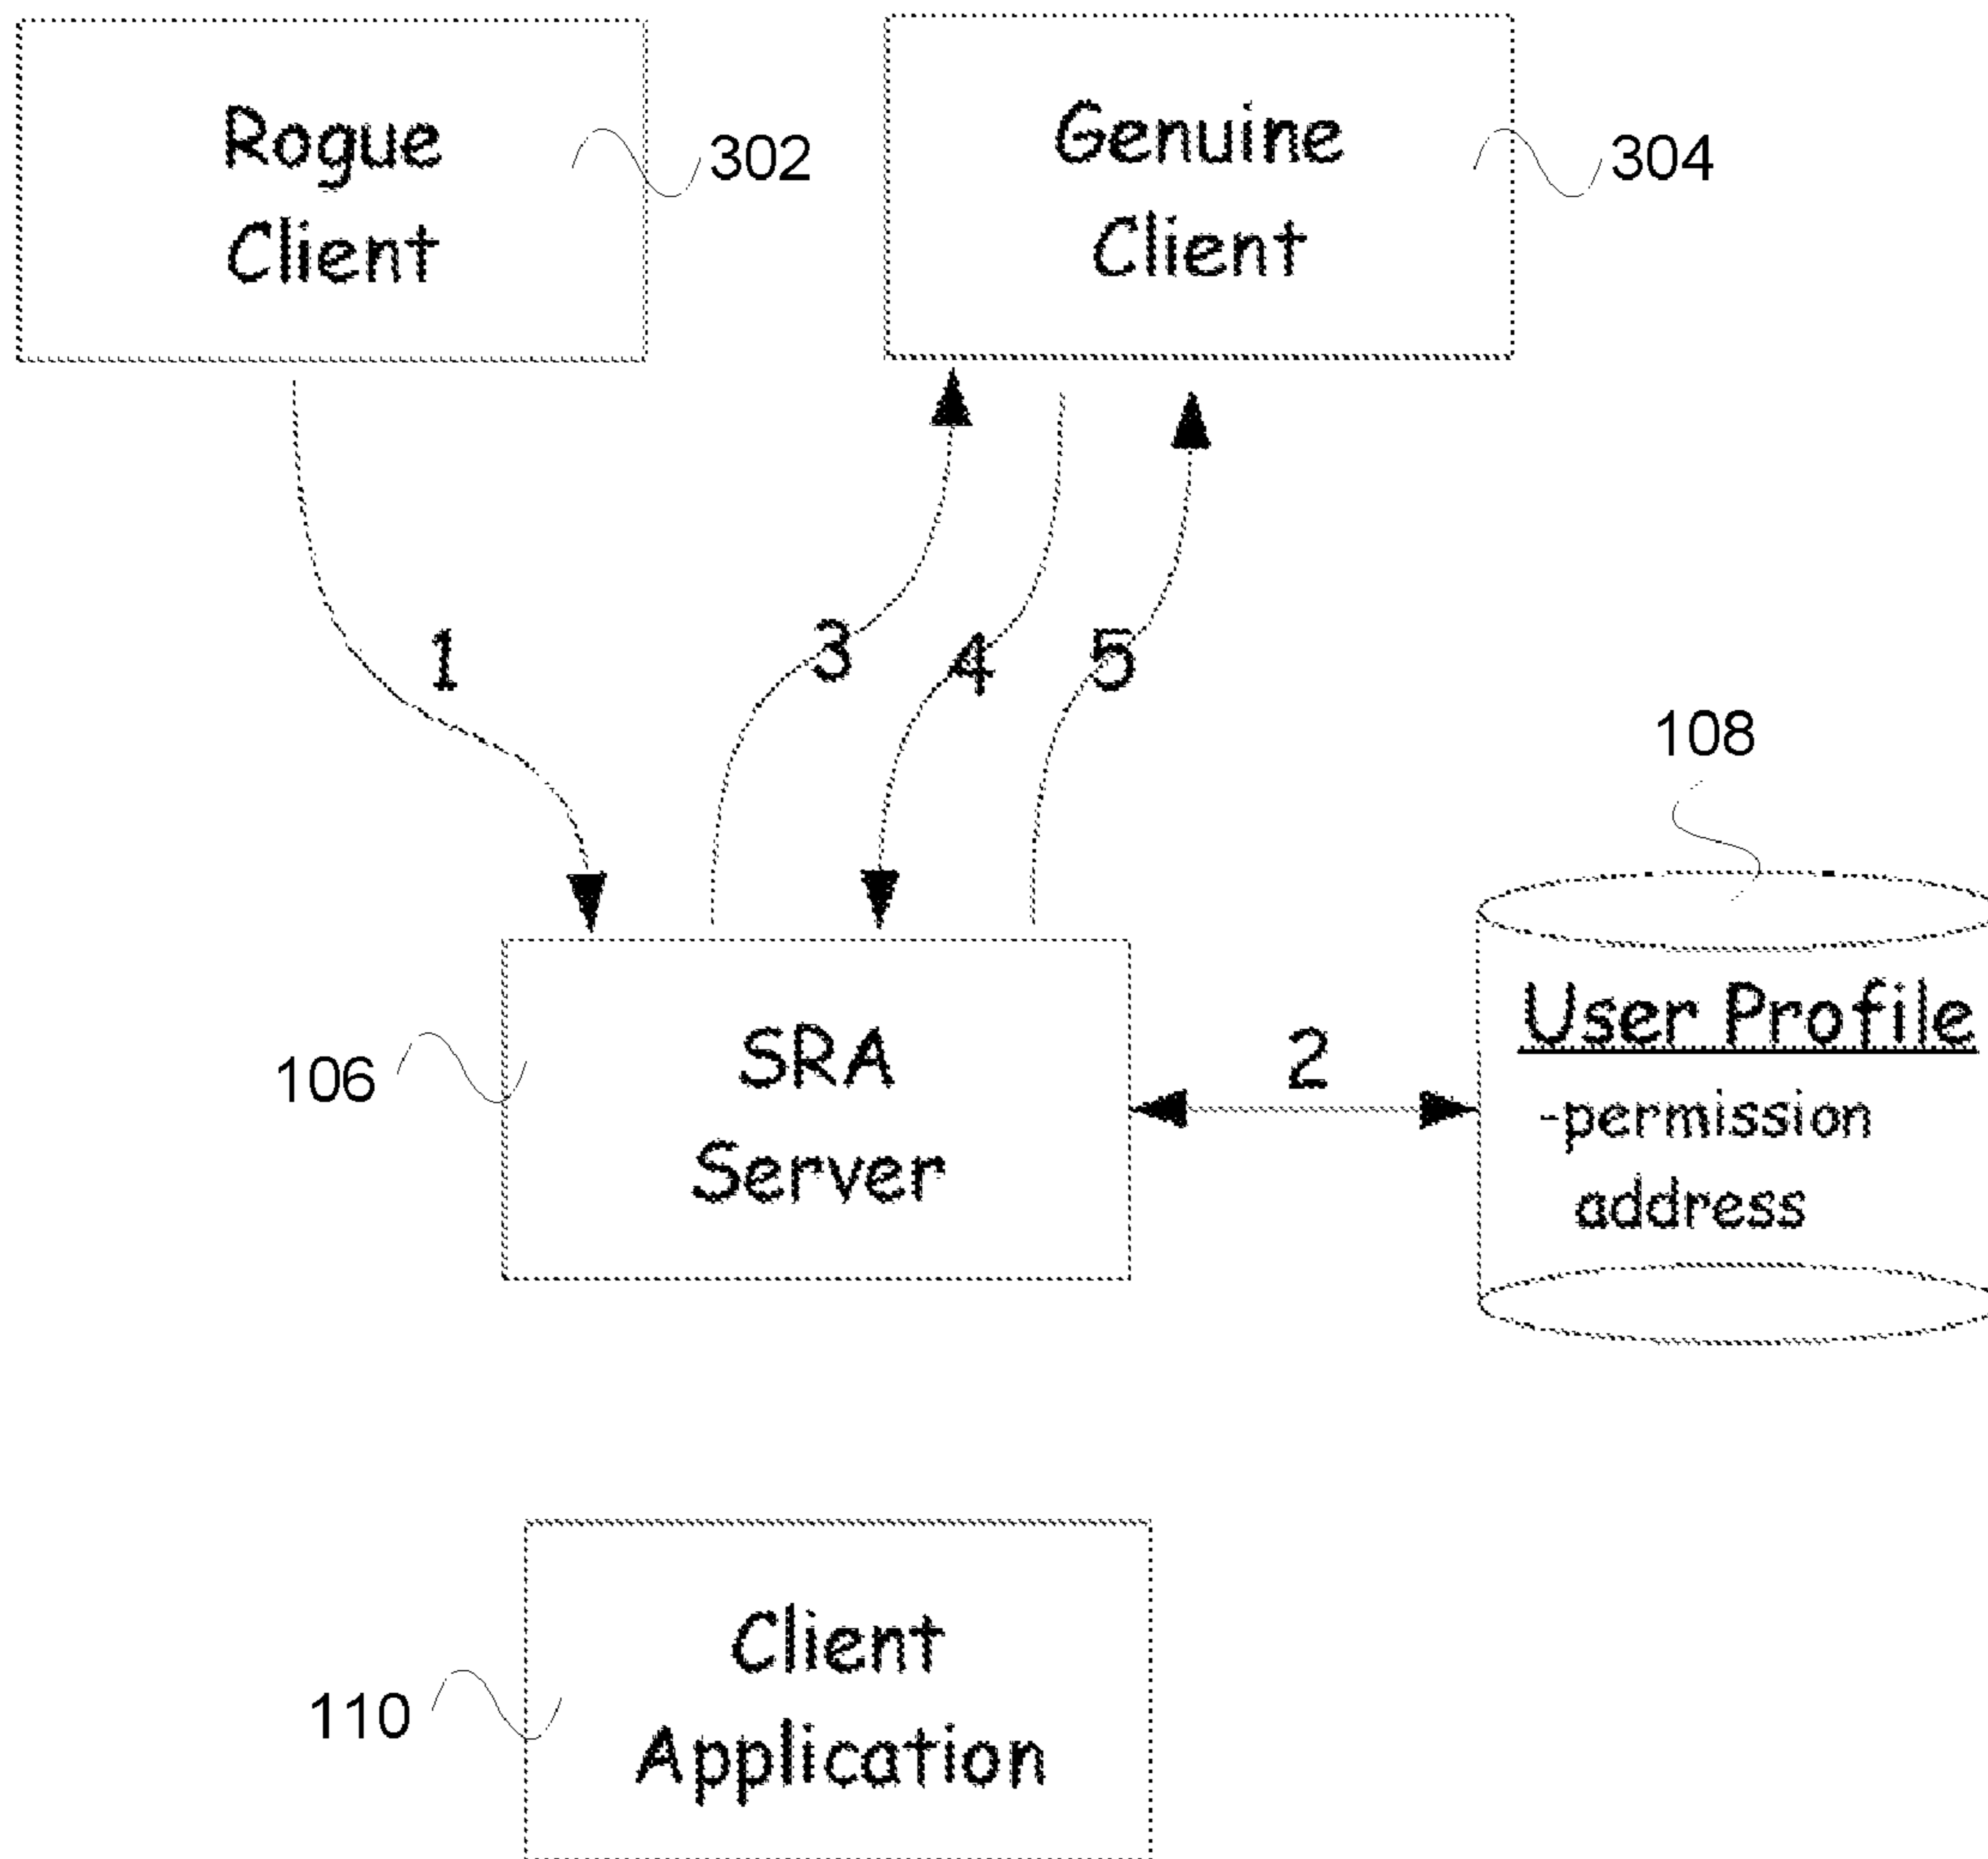 Rogue
Client
302
Genuine
Client
304
1
3
4
5
108
106
SRA
Server
2
User Profile
-permission
address
110
Client
Application